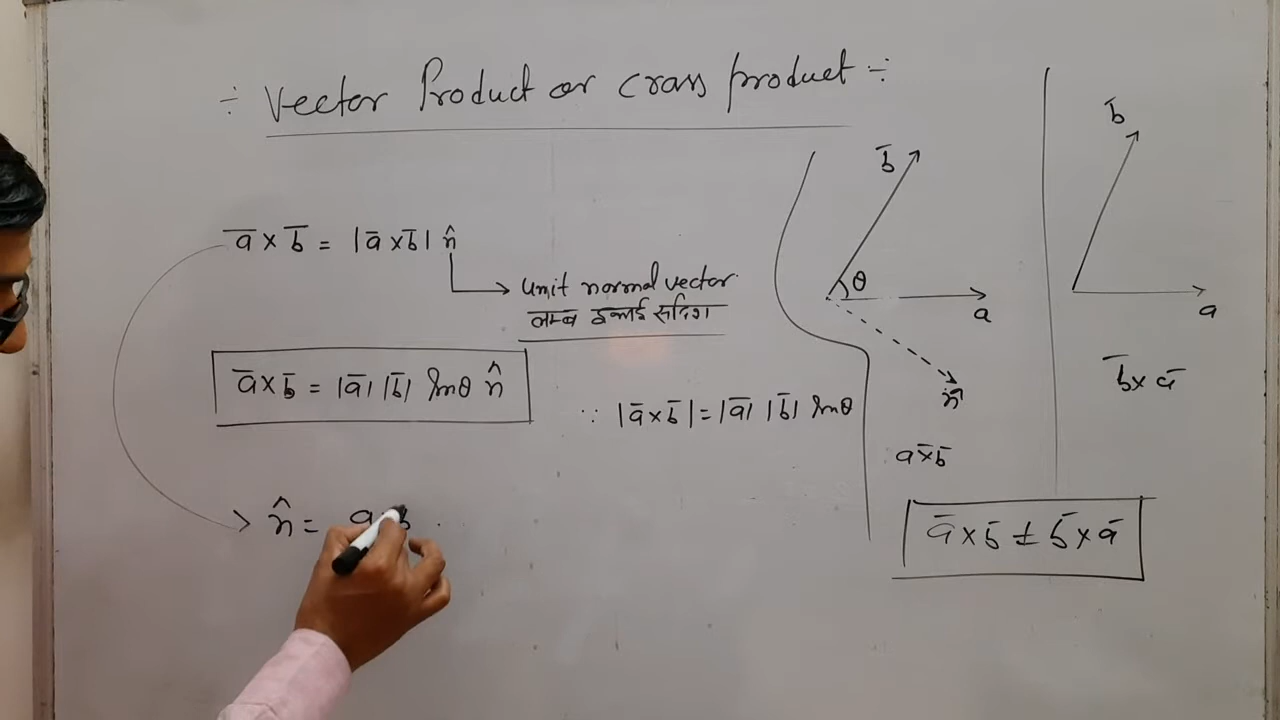 ÷ Vector Product or cross product ÷
a̅ × b̅ = |a̅ × b̅| n̂
unit normal vector
लम्ब इकाई सदिश
a̅ × b̅ = |a̅| |b̅| sinθ n̂
∵ |a̅ × b̅| = |a̅| |b̅| sinθ
n̂ =
b̅
θ
a
n̂
a̅×b̅
b̅
a
b̅ × a̅
a̅ × b̅ ≠ b̅ × a̅